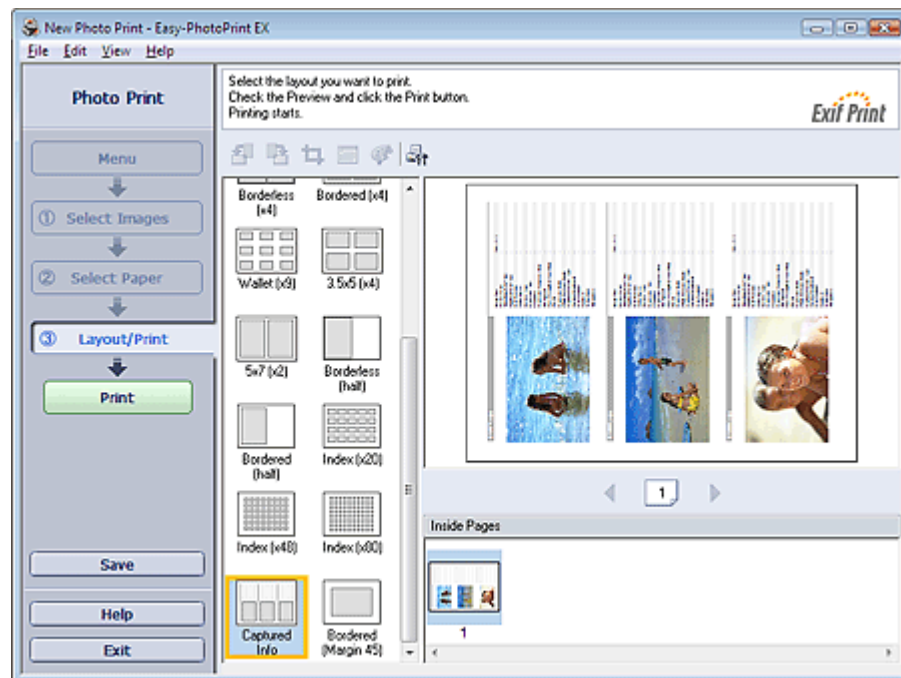 New Photo Print - Easy-PhotoPrint EX
File Edit View Help
Photo Print
Select the layout you want to print.
Check the Preview and click the Print button.
Printing starts.
Exif Print
Menu
① Select Images
② Select Paper
③ Layout/Print
Print
Save
Help
Exit
Borderless
(x4)
Bordered (x4)
Wallet (x9)
3.5x5 (x4)
5x7 (x2)
Borderless
(half)
Bordered
(half)
Index (x20)
Index (x48)
Index (x80)
Captured
Info
Bordered
(Margin 45)
1
Inside Pages
1